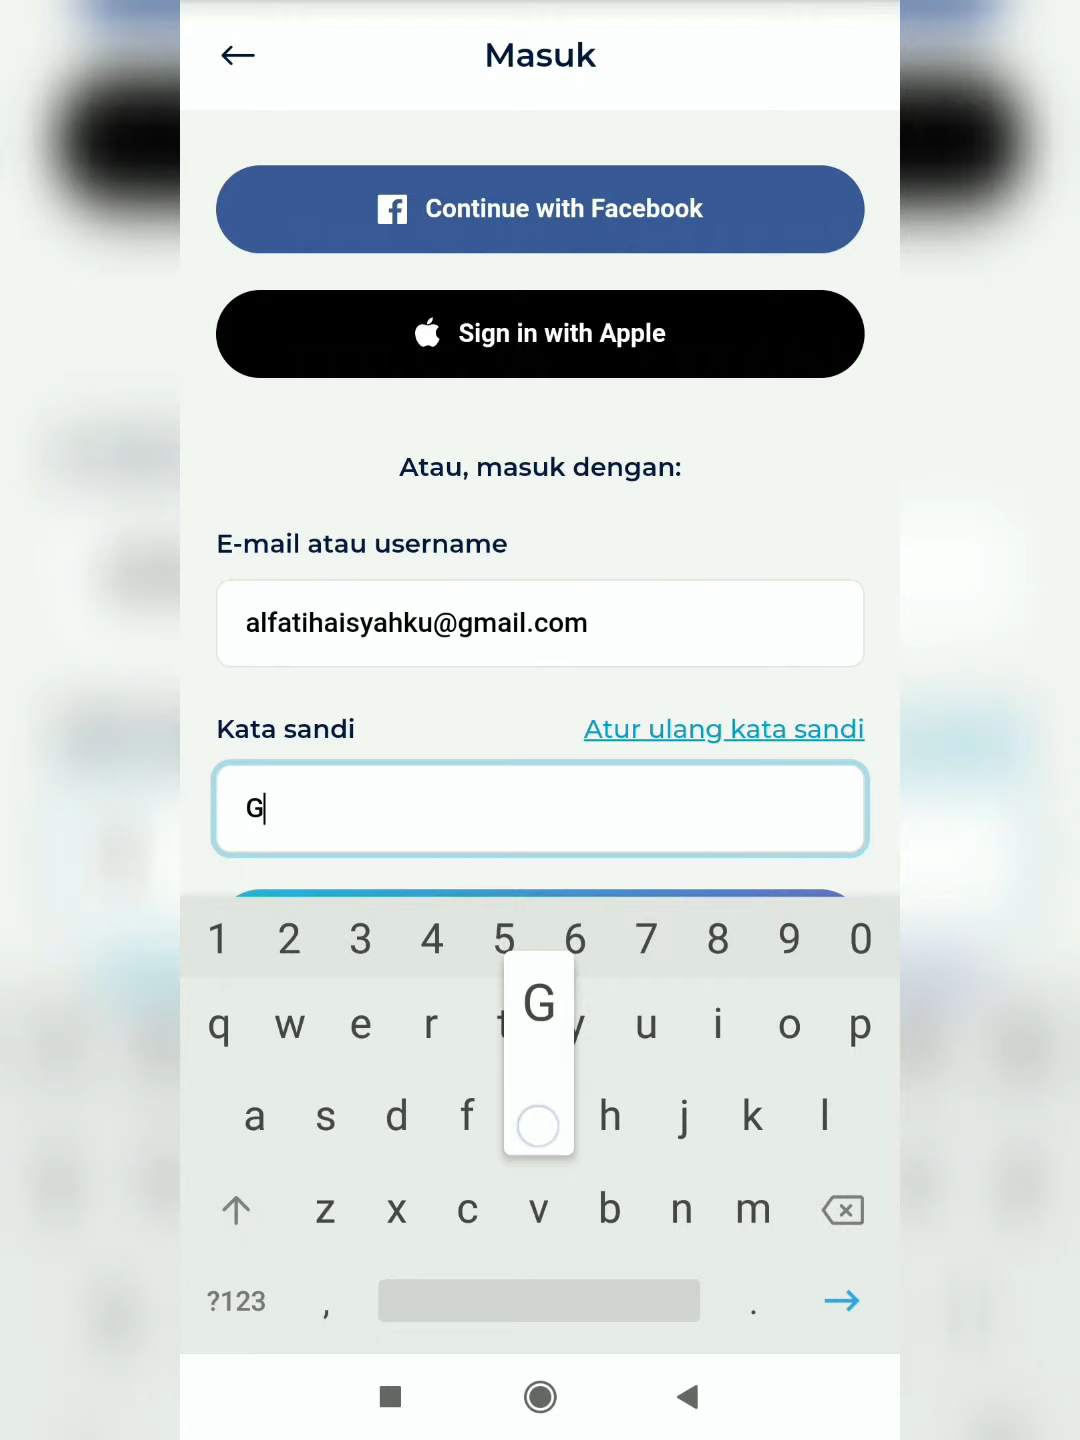 Masuk
Continue with Facebook
Sign in with Apple
Atau, masuk dengan:
E-mail atau username
alfatihaisyahku@gmail.com
Kata sandi Atur ulang kata sandi
G
1 2 3 4 5 6 7 8 9 0
G
q w e r t y u i o p
a s d f h j k l
z x c v b n m
?123 , .